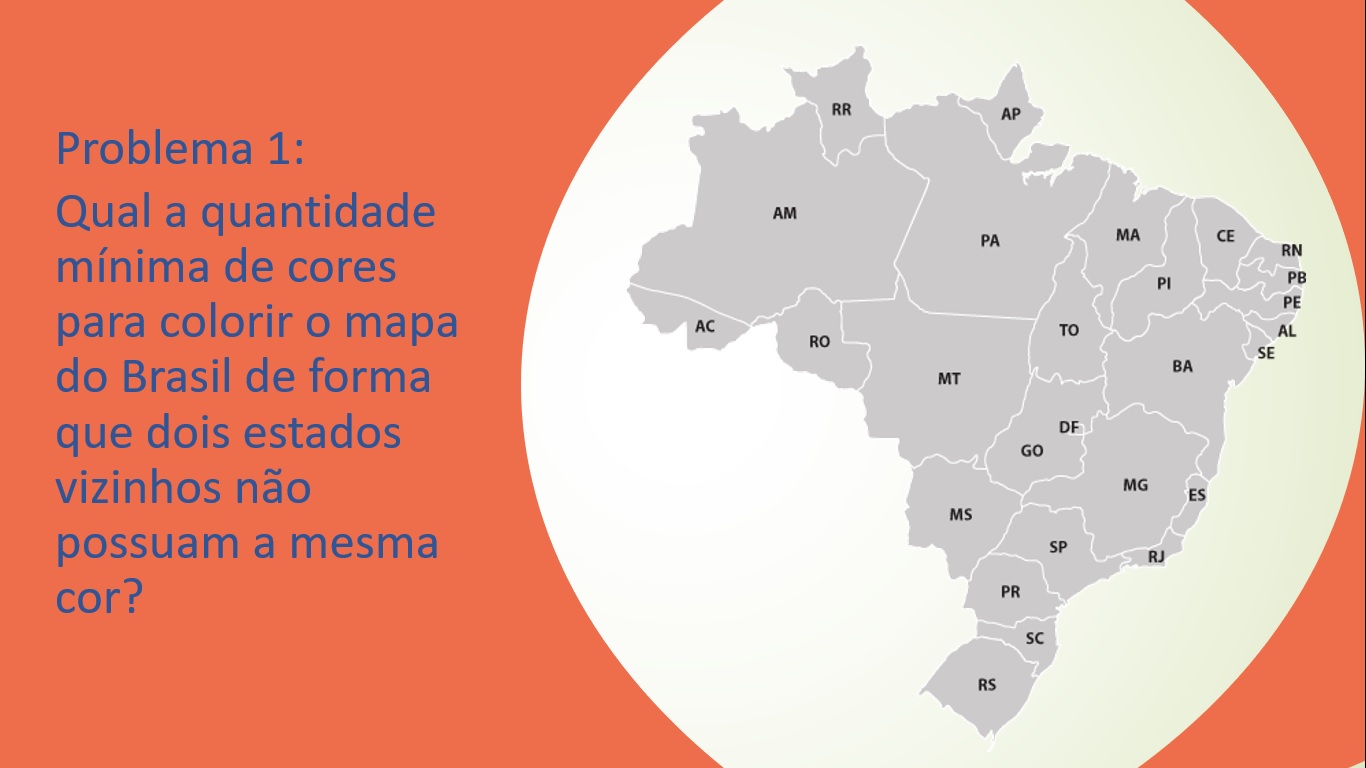 Problema 1:
Qual a quantidade
mínima de cores
para colorir o mapa
do Brasil de forma
que dois estados
vizinhos não
possuam a mesma
cor?
RR
AP
AM
PA
MA
CE
RN
PI
PB
PE
AC
RO
TO
AL
SE
MT
BA
DF
GO
MG
ES
MS
SP
RJ
PR
SC
RS